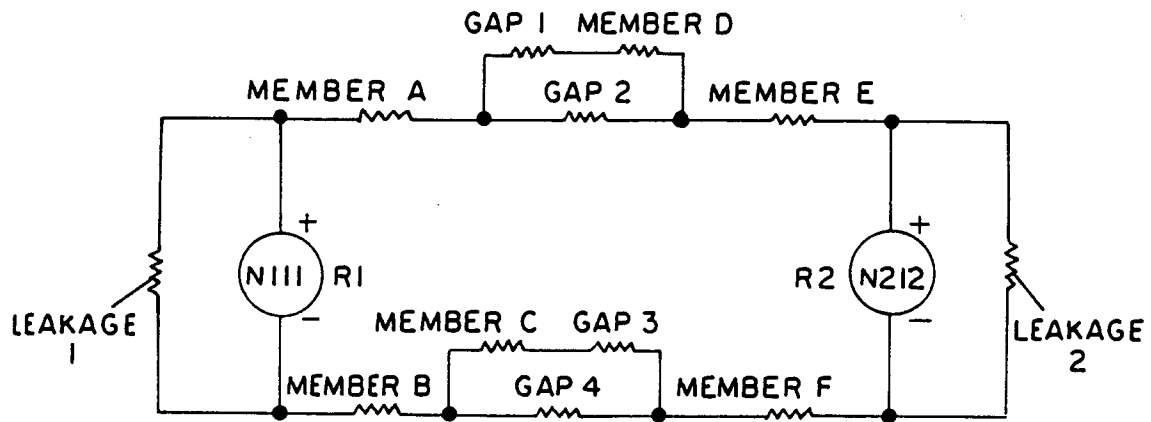 GAP 1 MEMBER D
MEMBER A
GAP 2
MEMBER E
+
N111
R1
−
LEAKAGE
1
+
R2
N212
−
LEAKAGE
2
MEMBER C
GAP 3
MEMBER B
GAP 4
MEMBER F